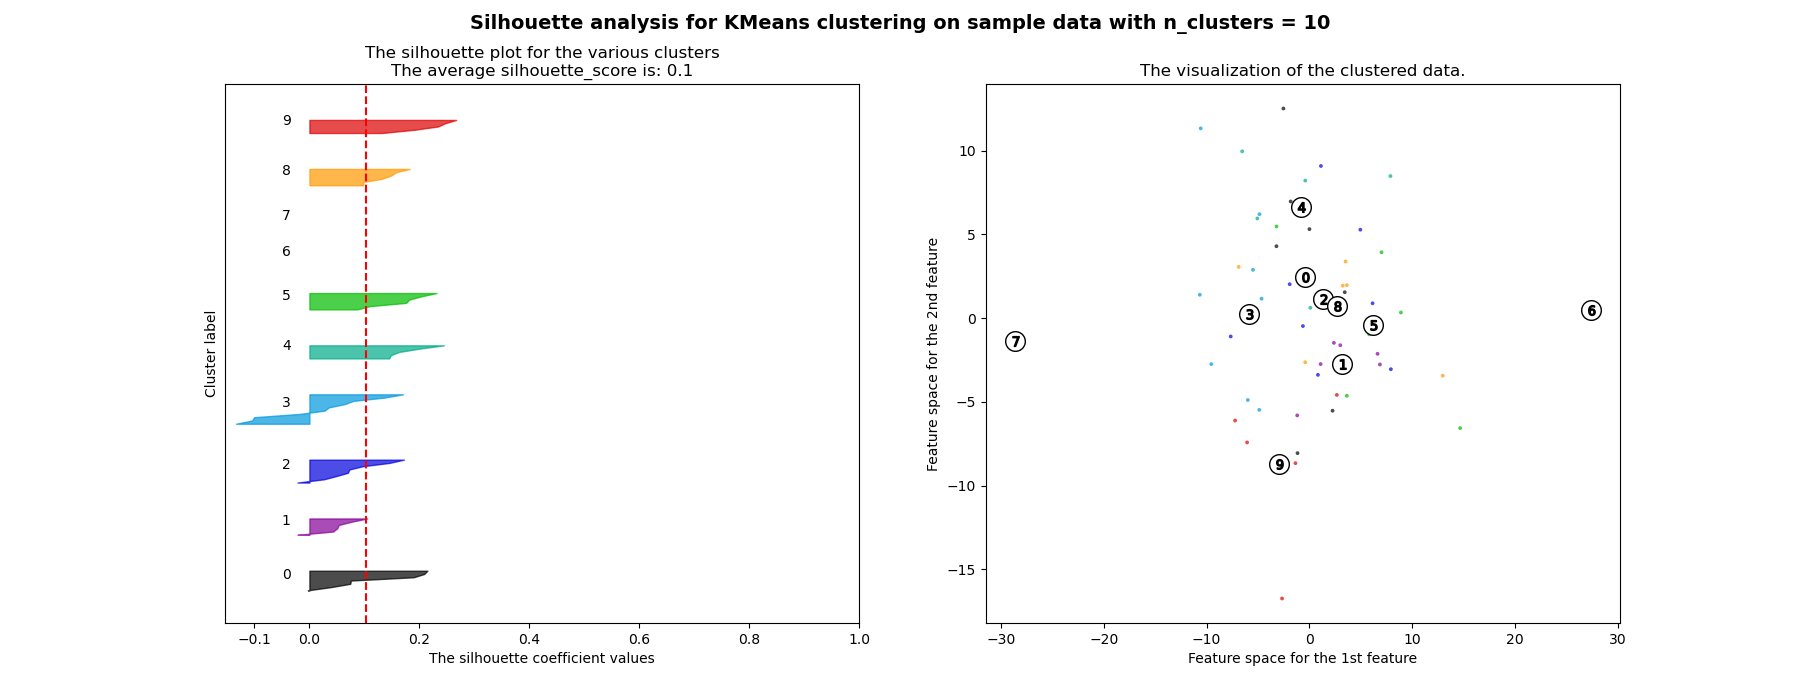 Silhouette analysis for KMeans clustering on sample data with n_clusters = 10
The silhouette plot for the various clusters
The average silhouette_score is: 0.1
Cluster label
9
8
7
6
5
4
3
2
1
0
−0.1 0.0 0.2 0.4 0.6 0.8 1.0
The silhouette coefficient values
The visualization of the clustered data.
Feature space for the 2nd feature
10
5
0
−5
−10
−15
4
0
2
8
3
5
6
7
1
9
−30 −20 −10 0 10 20 30
Feature space for the 1st feature